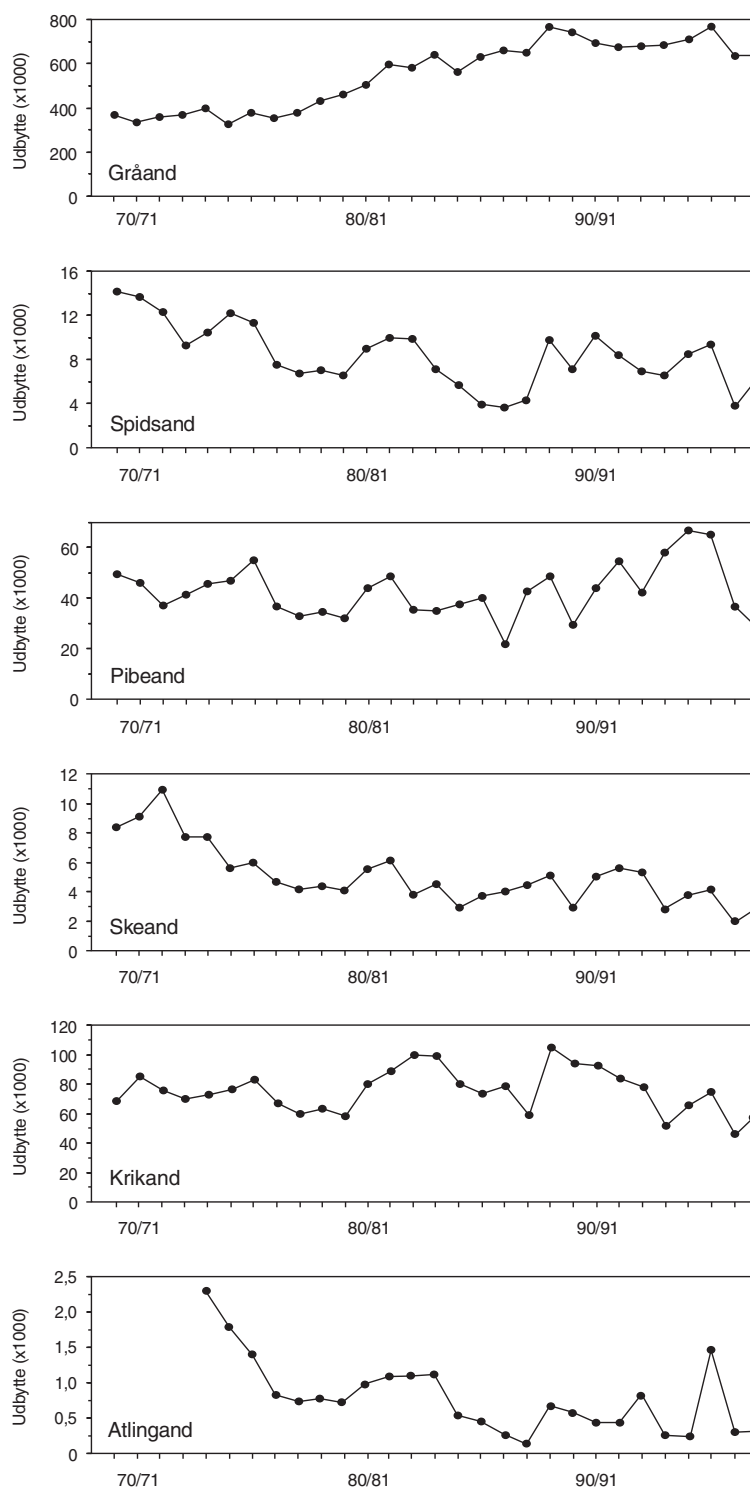 Udbytte (x1000)
800
600
400
200
0
Gråand
70/71 80/81 90/91
Udbytte (x1000)
16
12
8
4
0
Spidsand
70/71 80/81 90/91
Udbytte (x1000)
60
40
20
0
Pibeand
70/71 80/81 90/91
Udbytte (x1000)
12
10
8
6
4
2
0
Skeand
70/71 80/81 90/91
Udbytte (x1000)
120
100
80
60
40
20
0
Krikand
70/71 80/81 90/91
Udbytte (x1000)
2,5
2,0
1,5
1,0
0,5
0
Atlingand
70/71 80/81 90/91